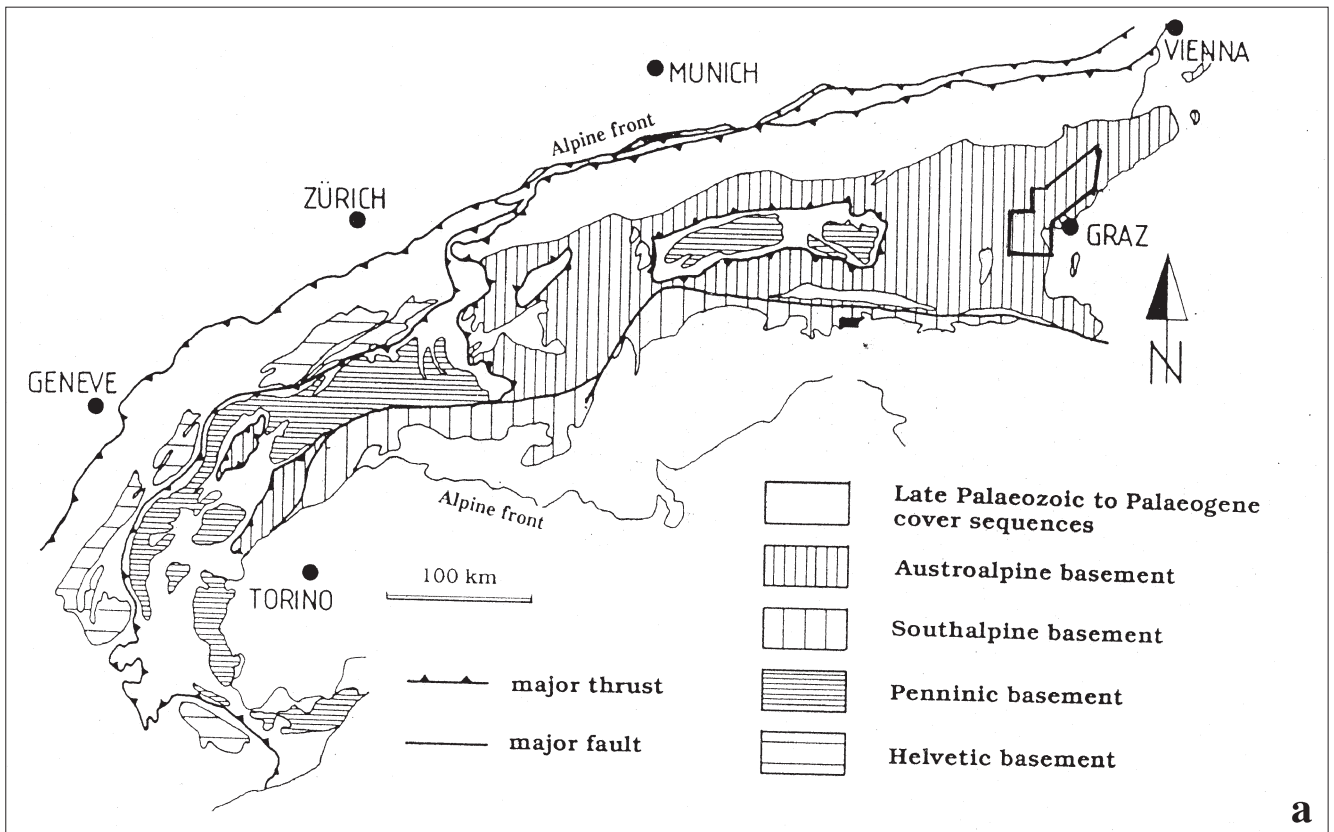 VIENNA
MUNICH
Alpine front
ZÜRICH
GRAZ
N
GENEVE
Alpine front
TORINO
100 km
major thrust
major fault
Late Palaeozoic to Palaeogene
cover sequences
Austroalpine basement
Southalpine basement
Penninic basement
Helvetic basement
a